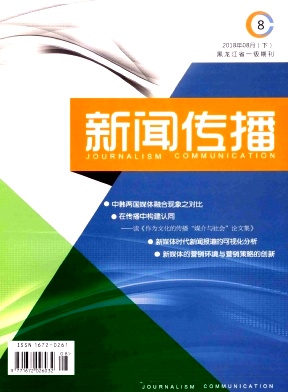 8
2018年08月(下)
黑龙江省一级期刊
新闻传播
JOURNALISM COMMUNICATION
●中韩两国媒体融合现象之对比
●在传播中构建认同
——读《作为文化的传播“媒介与社会”论文集》
●新媒体时代新闻报道的可视化分析
●新媒体的营销环境与营销策略的创新
ISSN 1672-0261
08>
9 771672 026032
JOURNALISM COMMUNICATION